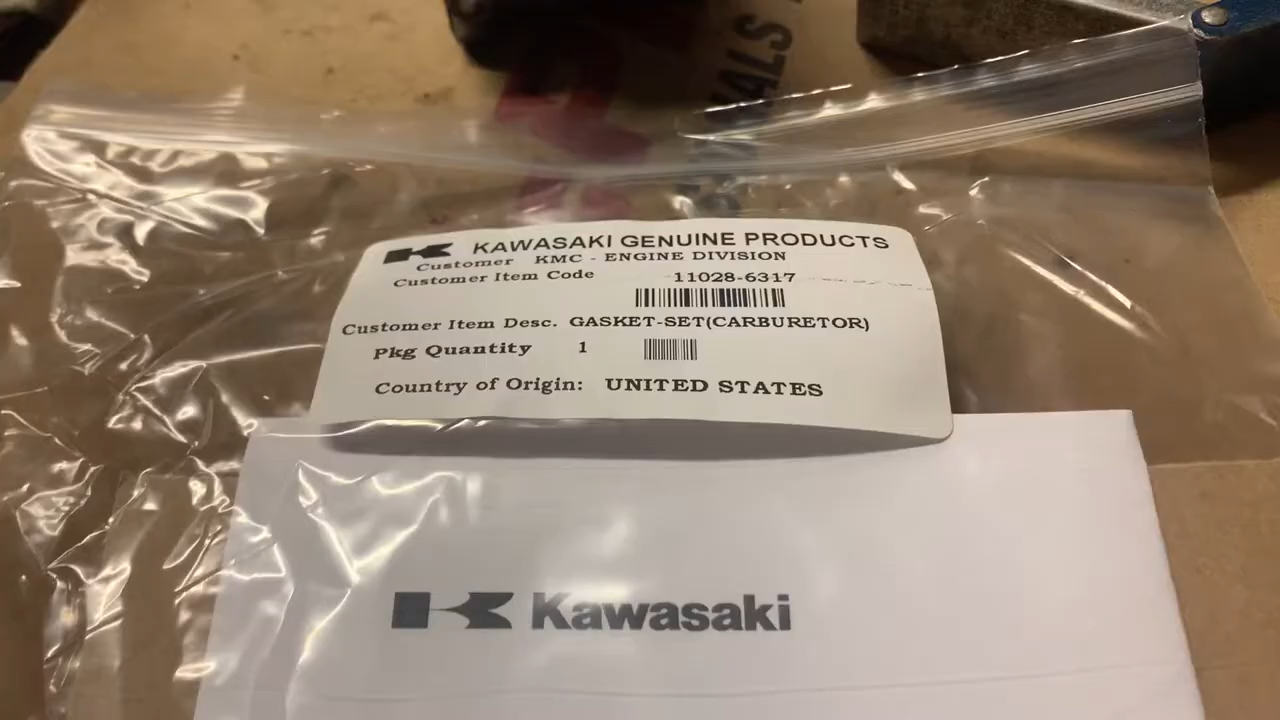 ALS
KAWASAKI GENUINE PRODUCTS
Customer KMC - ENGINE DIVISION
Customer Item Code 11028-6317
Customer Item Desc. GASKET-SET(CARBURETOR)
Pkg Quantity 1
Country of Origin: UNITED STATES
Kawasaki